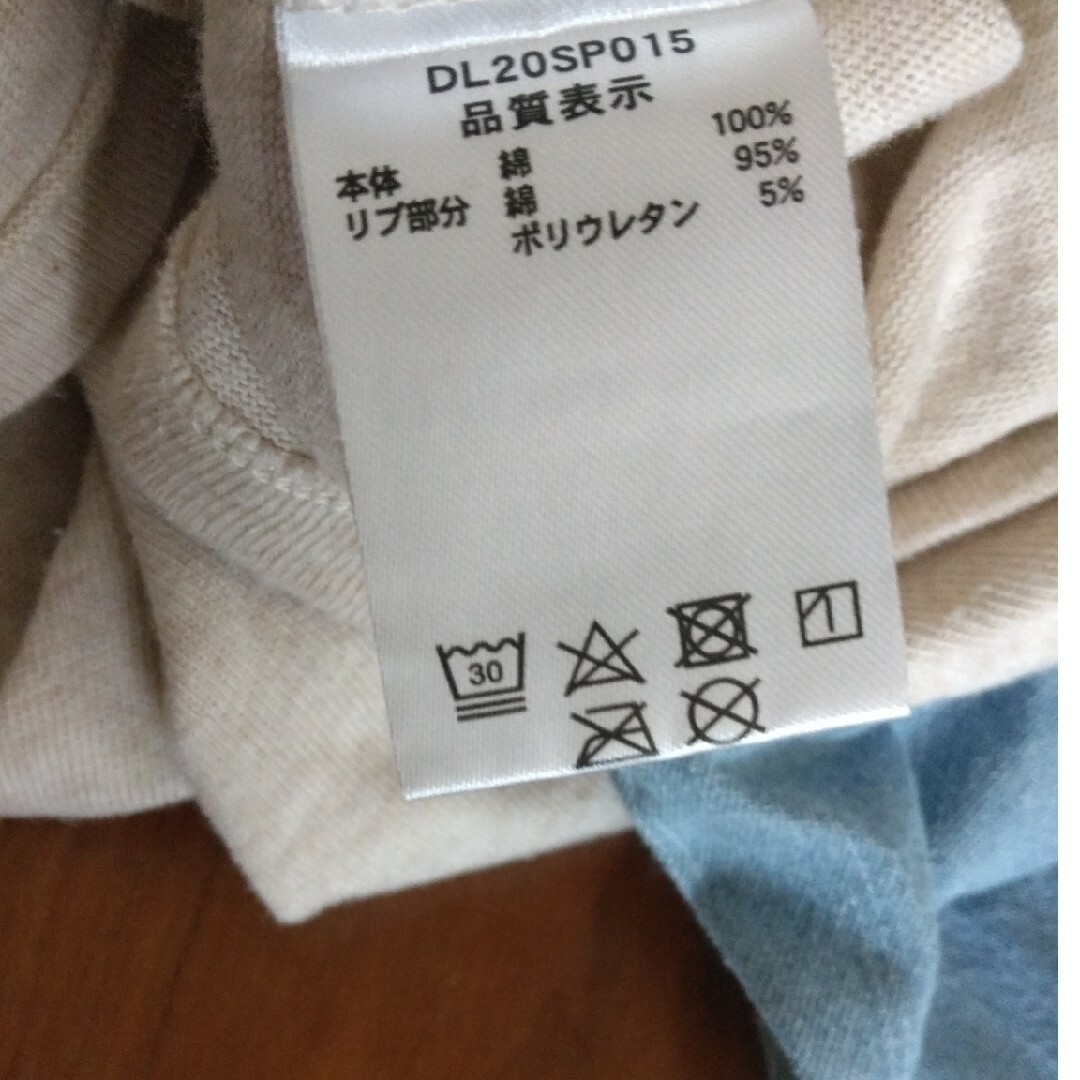 DL20SP015
品質表示
本体 綿 100%
リブ部分 綿 95%
ポリウレタン 5%
30